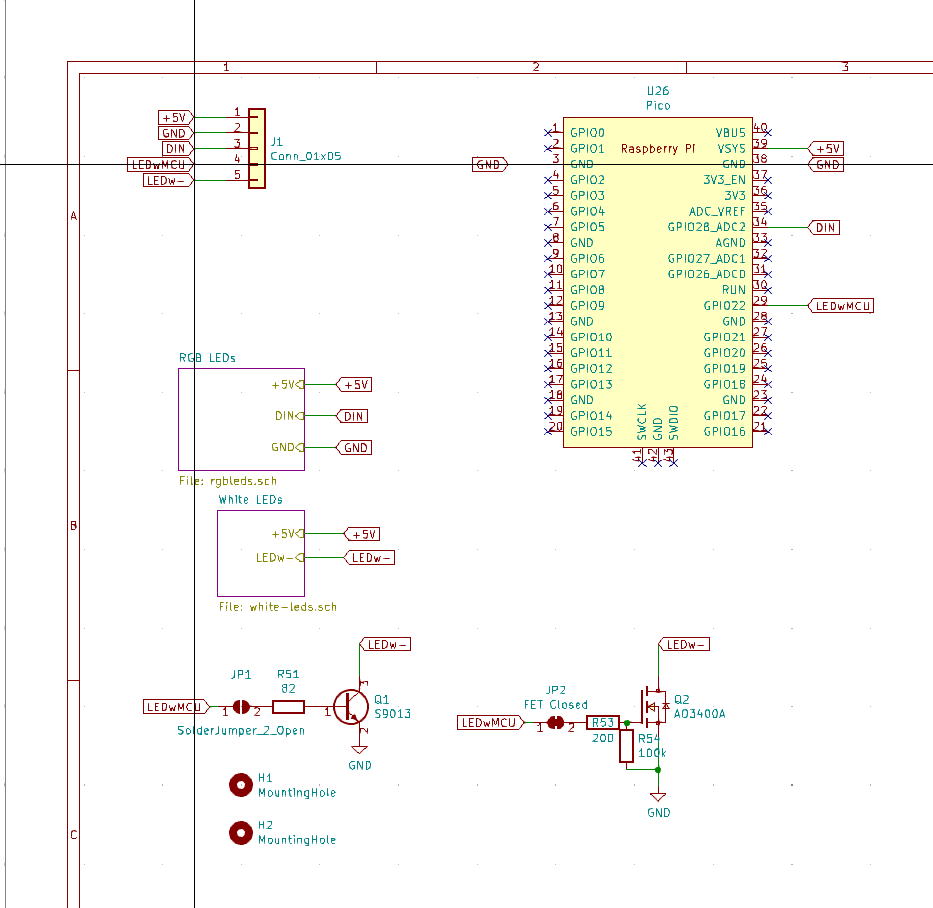 1 2 3
A
B
C
+5V 1
GND 2
DIN 3
LEDwMCU 4
LEDw- 5
J1
Conn_01x05
U26
Pico
Raspberry Pi
GND
1 GPIO0
2 GPIO1
3 GND
4 GPIO2
5 GPIO3
6 GPIO4
7 GPIO5
8 GND
9 GPIO6
10 GPIO7
11 GPIO8
12 GPIO9
13 GND
14 GPIO10
15 GPIO11
16 GPIO12
17 GPIO13
18 GND
19 GPIO14
20 GPIO15
VBUS 40
VSYS 39 +5V
GND 38 GND
3V3_EN 37
3V3 36
ADC_VREF 35
GPIO28_ADC2 34 DIN
AGND 33
GPIO27_ADC1 32
GPIO26_ADC0 31
RUN 30
GPIO22 29 LEDwMCU
GND 28
GPIO21 27
GPIO20 26
GPIO19 25
GPIO18 24
GND 23
GPIO17 22
GPIO16 21
SWCLK 41
GND 42
SWDIO 43
RGB LEDs
+5V +5V
DIN DIN
GND GND
File: rgbleds.sch
White LEDs
+5V +5V
LEDw- LEDw-
File: white-leds.sch
LEDw-
JP1
R51
82
LEDwMCU 1 2
SolderJumper_2_Open
1 3 2
Q1
S9013
GND
LEDw-
JP2
FET Closed
LEDwMCU 1 2
R53
200
R54
100k
Q2
AO3400A
GND
H1
MountingHole
H2
MountingHole